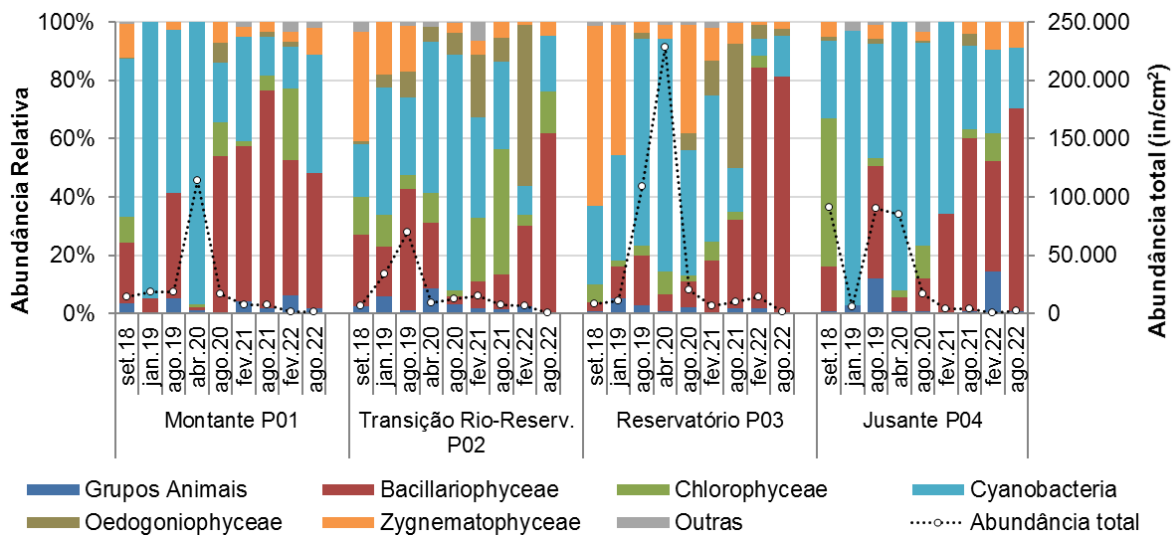 Abundância Relativa
100%
80%
60%
40%
20%
0%
250.000
200.000
150.000
100.000
50.000
0
Abundância total (in/cm²)
set.18 jan.19 ago.19 abr.20 ago.20 fev.21 ago.21 fev.22 ago.22
set.18 jan.19 ago.19 abr.20 ago.20 fev.21 ago.21 fev.22 ago.22
set.18 jan.19 ago.19 abr.20 ago.20 fev.21 ago.21 fev.22 ago.22
set.18 jan.19 ago.19 abr.20 ago.20 fev.21 ago.21 fev.22 ago.22
Montante P01
Transição Rio-Reserv.
P02
Reservatório P03
Jusante P04
Grupos Animais Bacillariophyceae Chlorophyceae Cyanobacteria
Oedogoniophyceae Zygnematophyceae Outras Abundância total